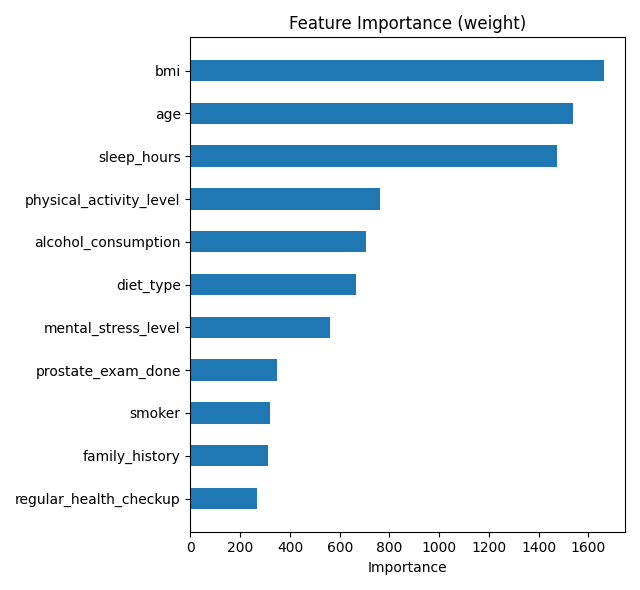 Feature Importance (weight)
bmi
age
sleep_hours
physical_activity_level
alcohol_consumption
diet_type
mental_stress_level
prostate_exam_done
smoker
family_history
regular_health_checkup
0 200 400 600 800 1000 1200 1400 1600
Importance